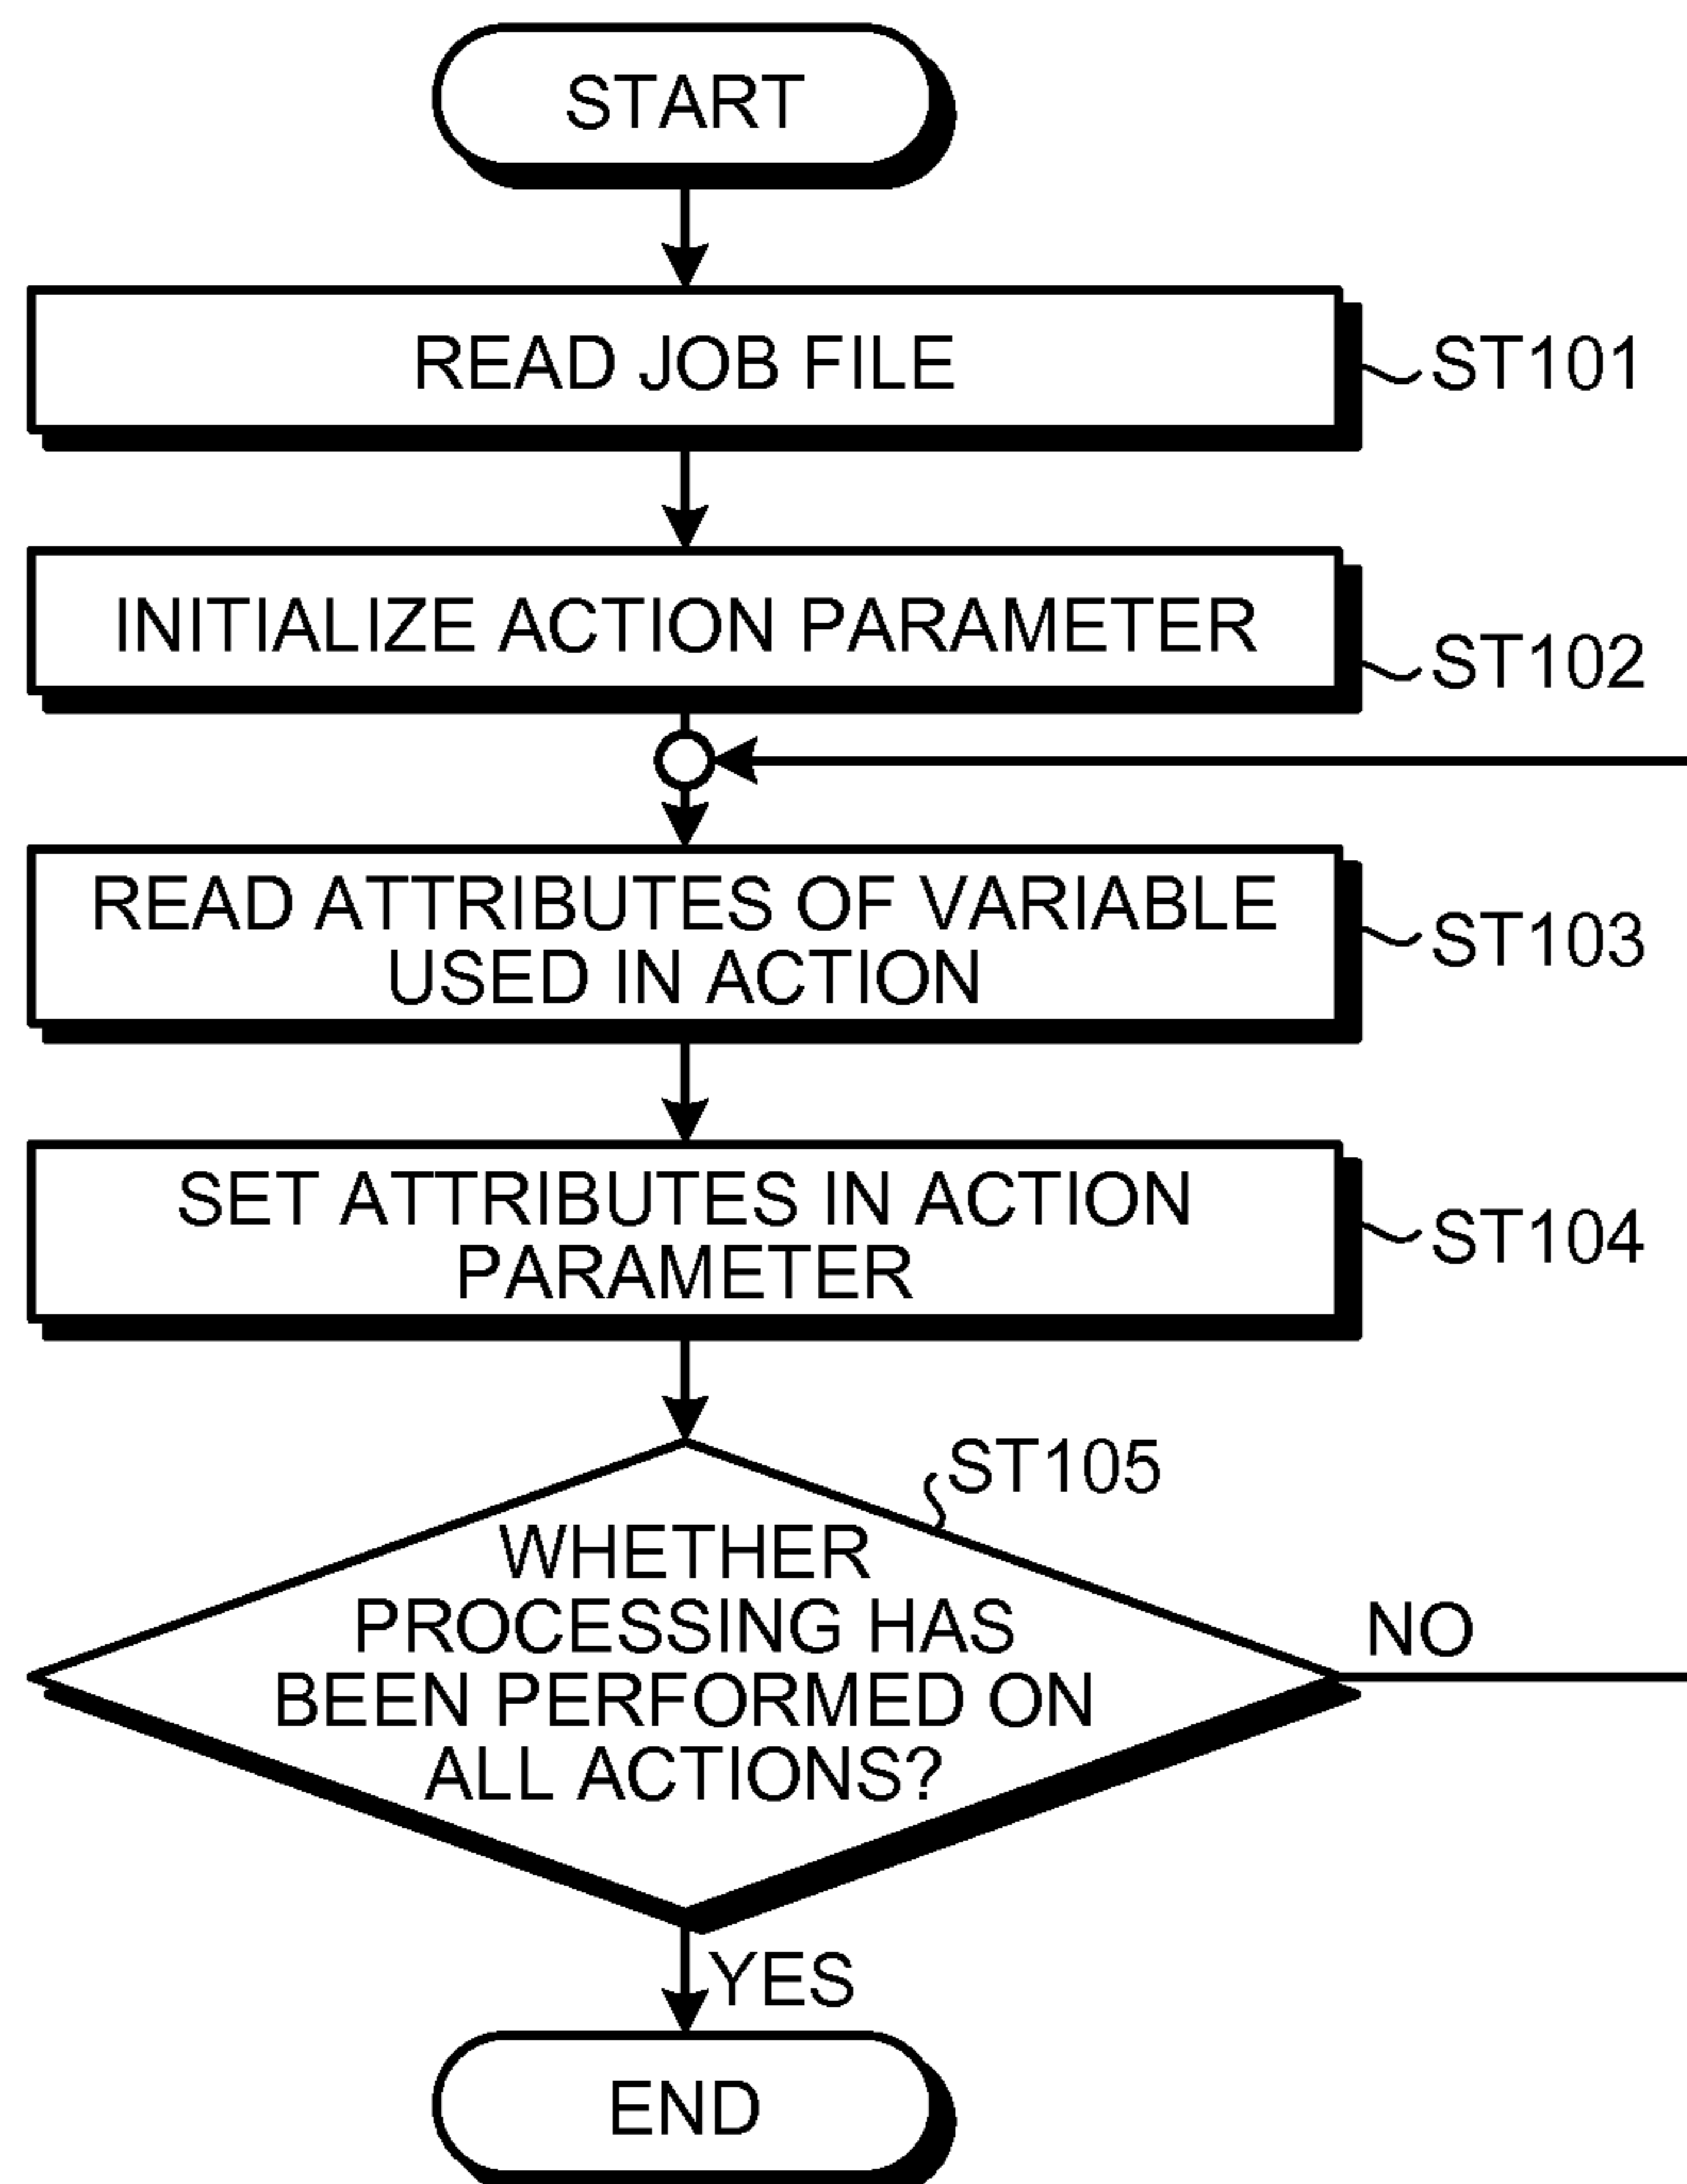 START
READ JOB FILE
ST101
INITIALIZE ACTION PARAMETER
ST102
READ ATTRIBUTES OF VARIABLE
USED IN ACTION
ST103
SET ATTRIBUTES IN ACTION
PARAMETER
ST104
ST105
WHETHER
PROCESSING HAS
BEEN PERFORMED ON
ALL ACTIONS?
NO
YES
END